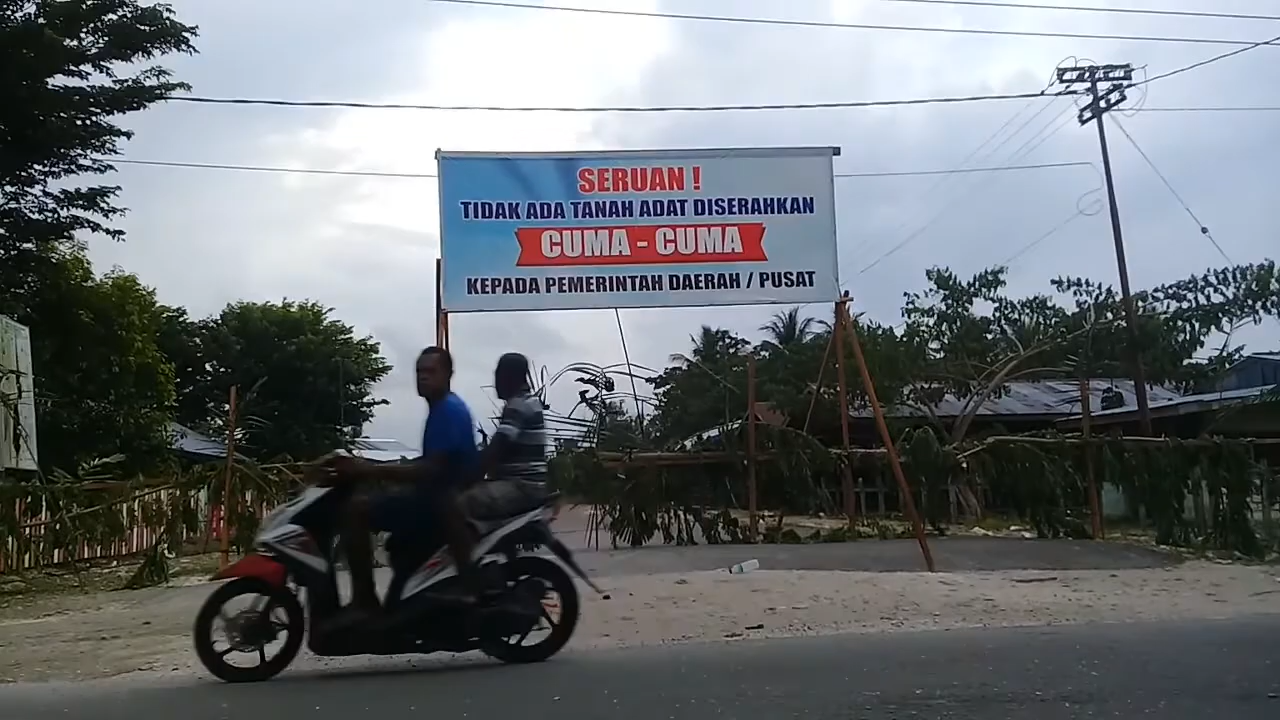 SERUAN !
TIDAK ADA TANAH ADAT DISERAHKAN
CUMA - CUMA
KEPADA PEMERINTAH DAERAH / PUSAT